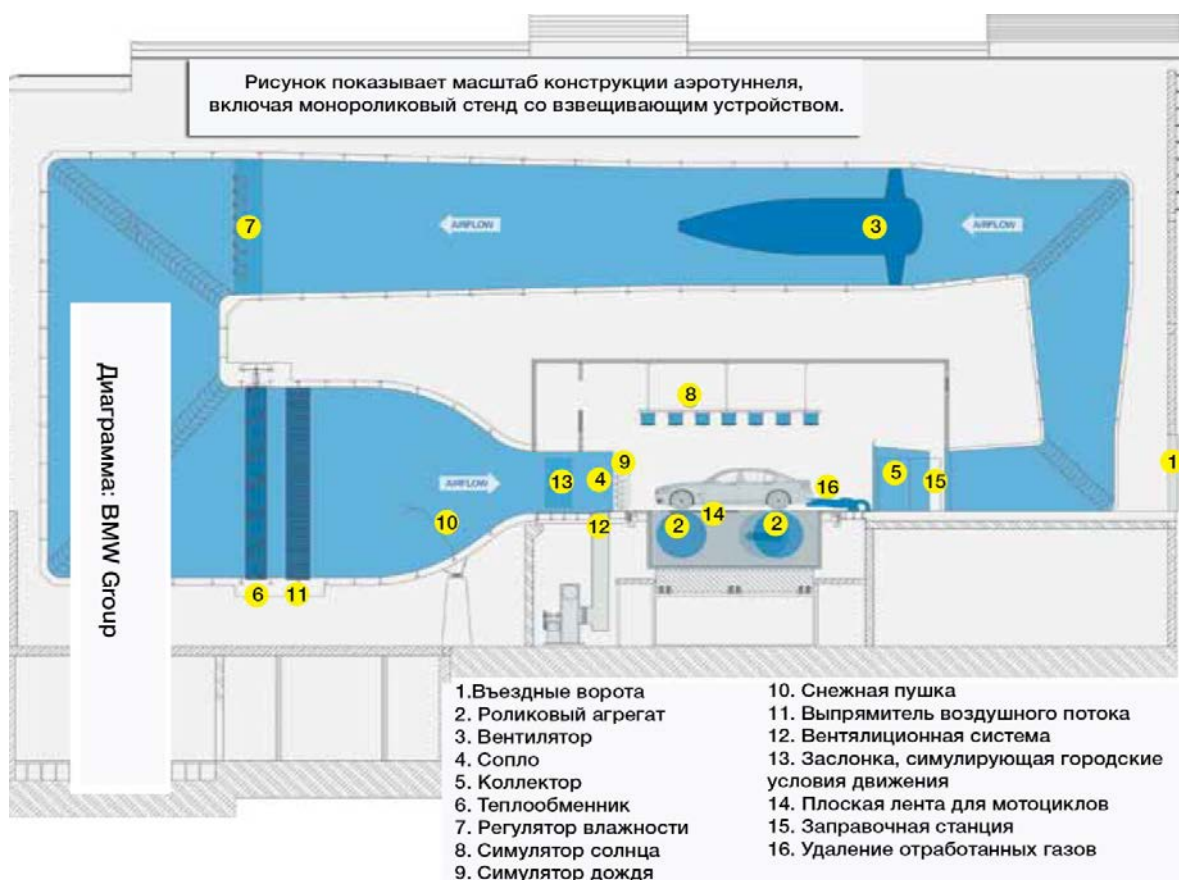 Рисунок показывает масштаб конструкции аэротуннеля,
включая монороликовый стенд со взвещивающим устройством.
7
AIRFLOW
3
AIRFLOW
Диаграмма: BMW Group
8
9
13
4
5
15
1
AIRFLOW
16
10
12
2
14
2
6
11
1.Въездные ворота
2. Роликовый агрегат
3. Вентилятор
4. Сопло
5. Коллектор
6. Теплообменник
7. Регулятор влажности
8. Симулятор солнца
9. Симулятор дождя
10. Снежная пушка
11. Выпрямитель воздушного потока
12. Вентялиционная система
13. Заслонка, симулирующая городские
условия движения
14. Плоская лента для мотоциклов
15. Заправочная станция
16. Удаление отработанных газов